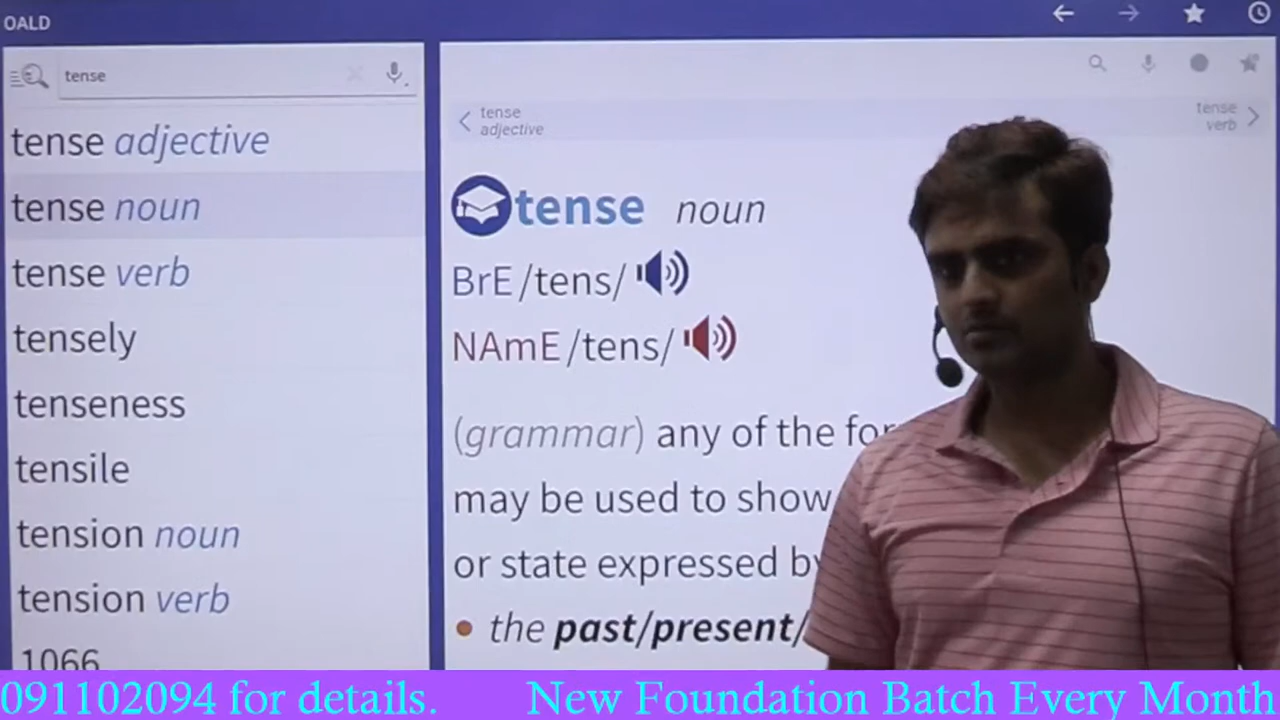 OALD
tense
tense adjective
tense noun
tense verb
tensely
tenseness
tensile
tension noun
tension verb
1066
tense
adjective
tense
verb
tense noun
BrE /tens/
NAmE /tens/
(grammar) any of the for
may be used to show
or state expressed by
the past/present/
091102094 for details. New Foundation Batch Every Month